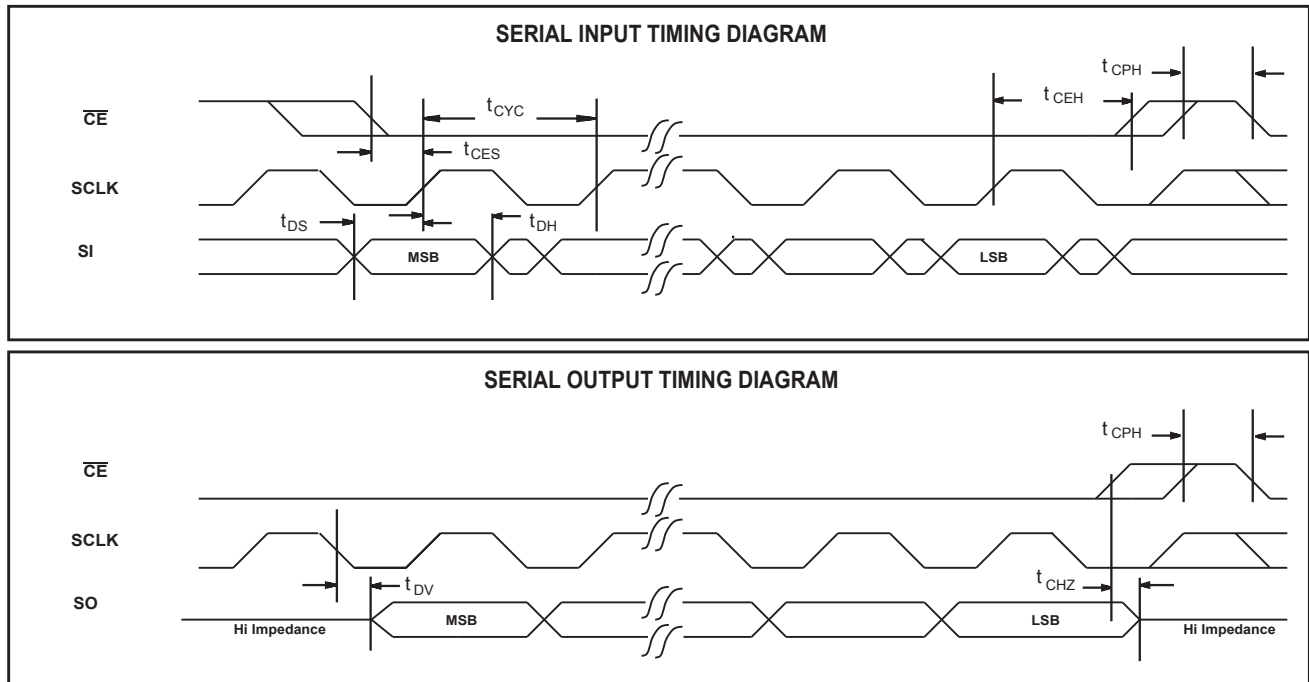 SERIAL INPUT TIMING DIAGRAM
t CPH
t CEH
CE
t CYC
t CES
SCLK
t DS
t DH
SI
MSB
LSB
SERIAL OUTPUT TIMING DIAGRAM
t CPH
CE
SCLK
t DV
t CHZ
SO
Hi Impedance
MSB
LSB
Hi Impedance